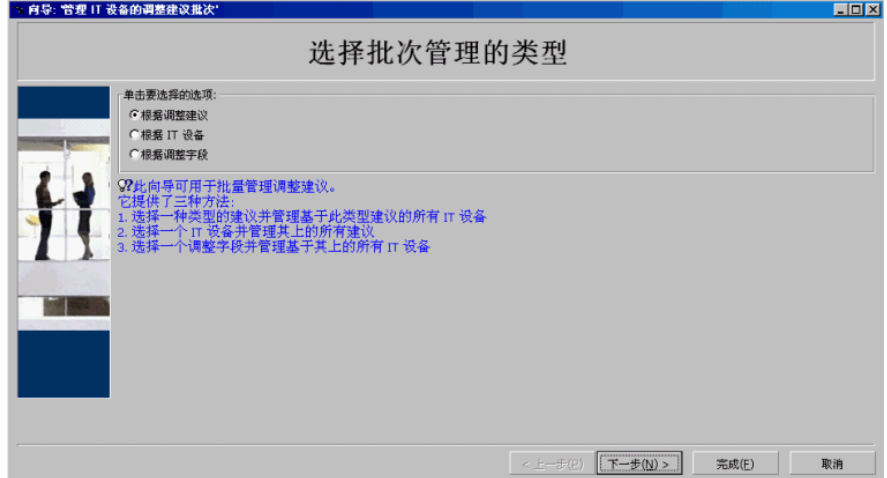 向导: '管理 IT 设备的调整建议批次'
选择批次管理的类型
单击要选择的选项:
根据调整建议
根据 IT 设备
根据调整字段
此向导可用于批量管理调整建议。
它提供了三种方法:
1. 选择一种类型的建议并管理基于此类型建议的所有 IT 设备
2. 选择一个 IT 设备并管理其上的所有建议
3. 选择一个调整字段并管理基于其上的所有 IT 设备
< 上一步(P)
下一步(N) >
完成(F)
取消